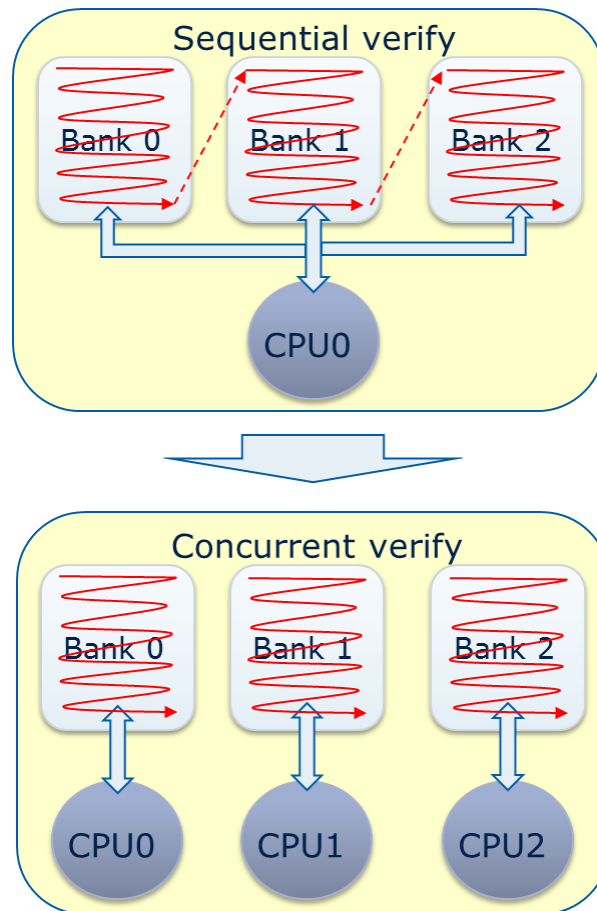 Sequential verify
Bank 0 Bank 1 Bank 2
CPU0
Concurrent verify
Bank 0 Bank 1 Bank 2
CPU0 CPU1 CPU2